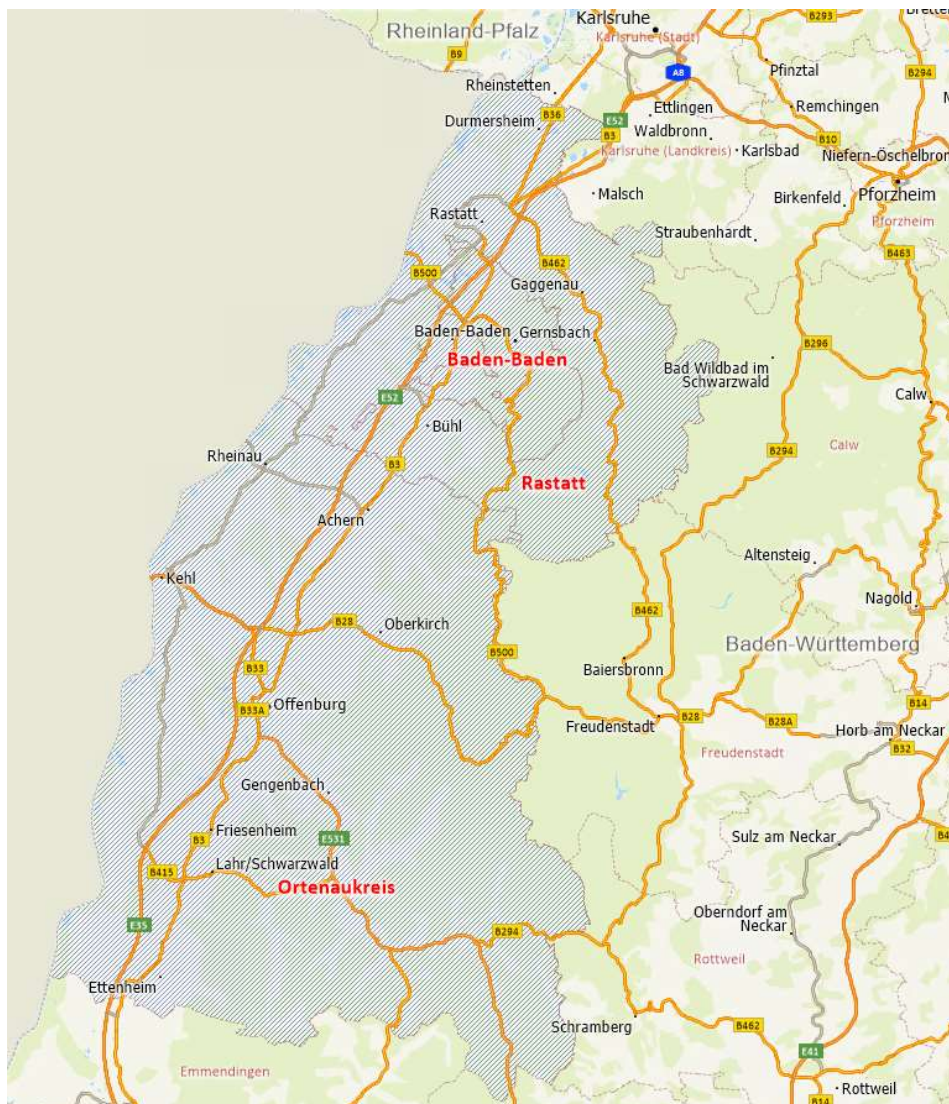 Rheinland-Pfalz
Karlsruhe
Karlsruhe (Stadt)
B293
Bretten
B9
A8
Pfinztal
B294
Rheinstetten
B36
Ettlingen
Remchingen
Durmersheim
E52
B3
Waldbronn
B10
Karlsruhe (Landkreis)
Karlsbad
Niefern-Öschelbron
Malsch
Birkenfeld
Pforzheim
Rastatt
Pforzheim
Straubenhardt
B463
B500
B462
Gaggenau
Baden-Baden
Gernsbach
B296
Baden-Baden
Bad Wildbad im
Schwarzwald
E52
Calw
Bühl
Calw
Rheinau
B3
B294
Rastatt
Achern
Altensteig
Kehl
Nagold
B28
Oberkirch
B462
Baden-Württemberg
B33
B500
Baiersbronn
B33A
Offenburg
B14
Freudenstadt
B28
B28A
Horb am Neckar
B32
Freudenstadt
Gengenbach
Friesenheim
B3
E531
Sulz am Neckar
B4
Lahr/Schwarzwald
B415
Ortenaukreis
E35
B294
Oberndorf am
Neckar
Rottweil
Ettenheim
Schramberg
B462
E41
Emmendingen
Rottweil
B14